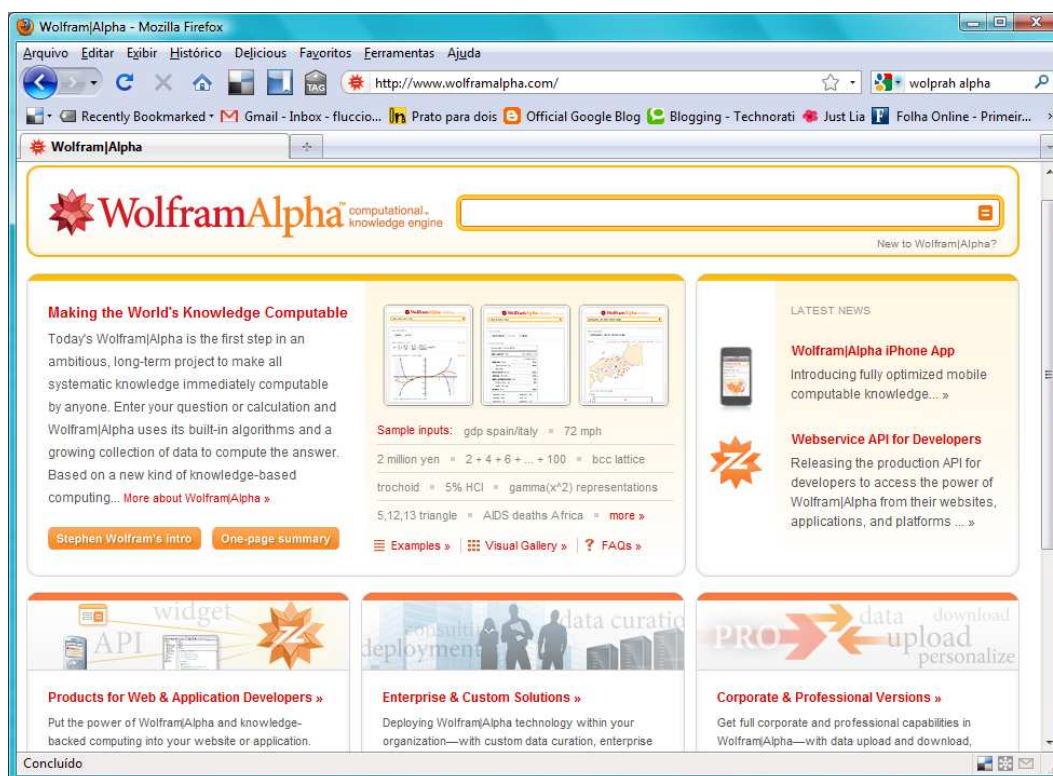 Wolfram|Alpha - Mozilla Firefox
Arquivo Editar Exibir Histórico Delicious Favoritos Ferramentas Ajuda
TAG http://www.wolframalpha.com/ wolprah alpha
Recently Bookmarked Gmail - Inbox - fluccio... Prato para dois Official Google Blog Blogging - Technorati Just Lia Folha Online - Primeir...
Wolfram|Alpha
WolframAlpha™ computational..
knowledge engine
New to Wolfram|Alpha?
Making the World's Knowledge Computable
Today's Wolfram|Alpha is the first step in an
ambitious, long-term project to make all
systematic knowledge immediately computable
by anyone. Enter your question or calculation and
Wolfram|Alpha uses its built-in algorithms and a
growing collection of data to compute the answer.
Based on a new kind of knowledge-based
computing... More about Wolfram|Alpha »
Stephen Wolfram's intro One-page summary
Sample inputs: gdp spain/italy 72 mph
2 million yen 2 + 4 + 6 + ... + 100 bcc lattice
trochoid 5% HCl gamma(x^2) representations
5,12,13 triangle AIDS deaths Africa more »
Examples » Visual Gallery » ? FAQs »
LATEST NEWS
Wolfram|Alpha iPhone App
Introducing fully optimized mobile
computable knowledge... »
Webservice API for Developers
Releasing the production API for
developers to access the power of
Wolfram|Alpha from their websites,
applications, and platforms ... »
widget
API
Products for Web & Application Developers »
Put the power of Wolfram|Alpha and knowledge-
backed computing into your website or application.
consulti
data curatio
deployment
Enterprise & Custom Solutions »
Deploying Wolfram|Alpha technology within your
organization—with custom data curation, enterprise
PRO
data download
upload
personalize
Corporate & Professional Versions »
Get full corporate and professional capabilities in
Wolfram|Alpha—with data upload and download,
Concluído